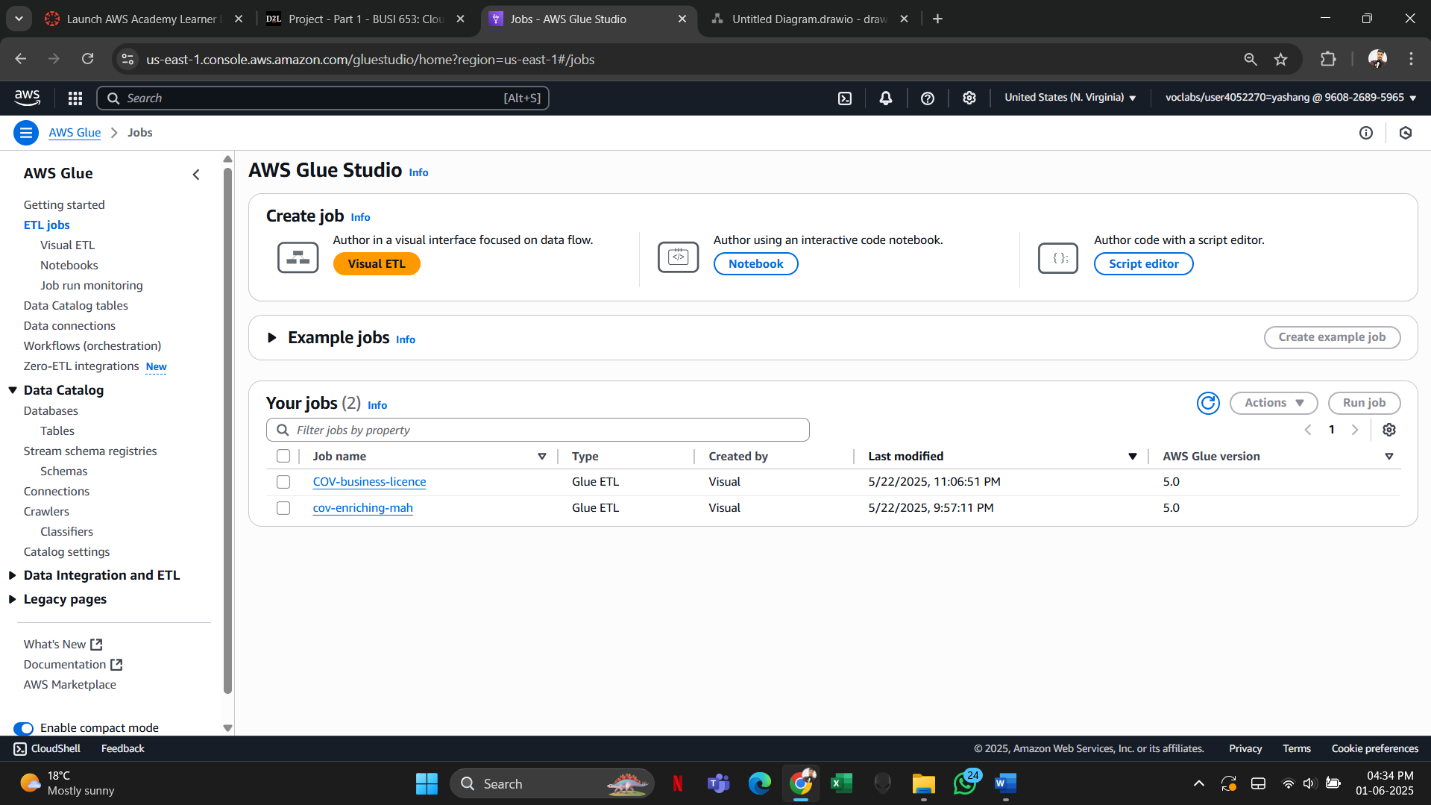 Launch AWS Academy Learner
D2L Project - Part 1 - BUSI 653: Clou
Jobs - AWS Glue Studio
Untitled Diagram.drawio - draw
us-east-1.console.aws.amazon.com/gluestudio/home?region=us-east-1#/jobs
aws
Search [Alt+S]
United States (N. Virginia)
voclabs/user4052270=yashang @ 9608-2689-5965
AWS Glue
Jobs
AWS Glue
Getting started
ETL jobs
Visual ETL
Notebooks
Job run monitoring
Data Catalog tables
Data connections
Workflows (orchestration)
Zero-ETL integrations New
Data Catalog
Databases
Tables
Stream schema registries
Schemas
Connections
Crawlers
Classifiers
Catalog settings
Data Integration and ETL
Legacy pages
What's New
Documentation
AWS Marketplace
Enable compact mode
AWS Glue Studio Info
Create job Info
Author in a visual interface focused on data flow.
Visual ETL
Author using an interactive code notebook.
Notebook
Author code with a script editor.
Script editor
Example jobs Info
Create example job
Your jobs (2) Info
Actions
Run job
Filter jobs by property
1
Job name Type Created by Last modified AWS Glue version
COV-business-licence Glue ETL Visual 5/22/2025, 11:06:51 PM 5.0
cov-enriching-mah Glue ETL Visual 5/22/2025, 9:57:11 PM 5.0
CloudShell Feedback © 2025, Amazon Web Services, Inc. or its affiliates. Privacy Terms Cookie preferences
18°C
Mostly sunny
Search
24
04:34 PM
01-06-2025